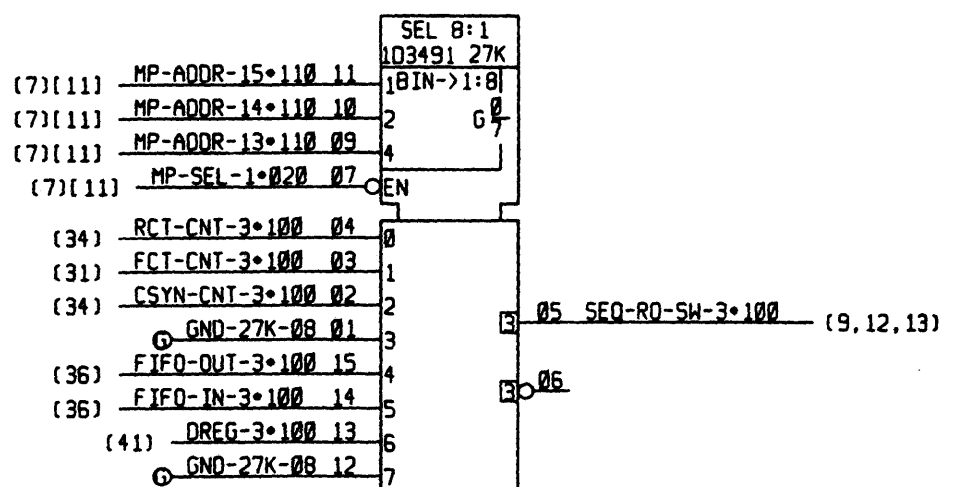 SEL 8:1
1D3491 27K
(7)[11] MP-ADDR-15•110 11 1 BIN->1:8
(7)[11] MP-ADDR-14•110 10 2 G 0/7
(7)[11] MP-ADDR-13•110 09 4
(7)[11] MP-SEL-1•020 07 EN
(34) RCT-CNT-3•100 04 0
(31) FCT-CNT-3•100 03 1
(34) CSYN-CNT-3•100 02 2
G GND-27K-08 01 3
3 05 SEQ-RO-SW-3•100 (9,12,13)
(36) FIFO-OUT-3•100 15 4
(36) FIFO-IN-3•100 14 5
3 06
(41) DREG-3•100 13 6
G GND-27K-08 12 7